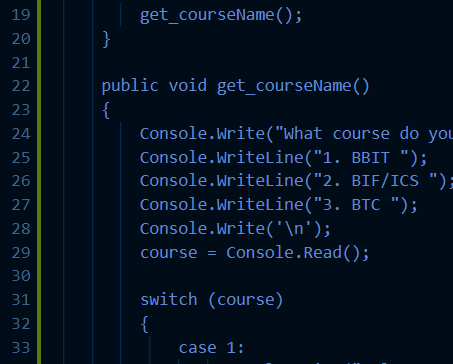 19 get_courseName();
20 }
21
22 public void get_courseName()
23 {
24 Console.Write("What course do you
25 Console.WriteLine("1. BBIT ");
26 Console.WriteLine("2. BIF/ICS ");
27 Console.WriteLine("3. BTC ");
28 Console.Write('\n');
29 course = Console.Read();
30
31 switch (course)
32 {
33 case 1: